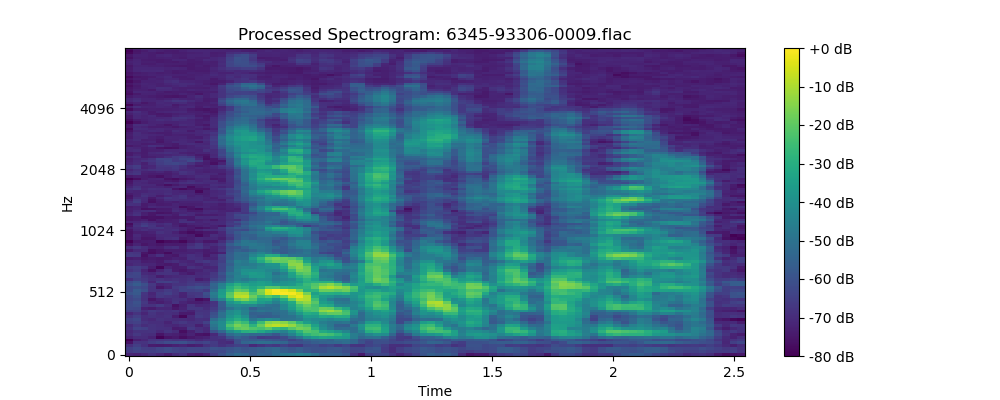 Processed Spectrogram: 6345-93306-0009.flac
Hz
4096
2048
1024
512
0
0
0.5
1
1.5
2
2.5
Time
+0 dB
-10 dB
-20 dB
-30 dB
-40 dB
-50 dB
-60 dB
-70 dB
-80 dB